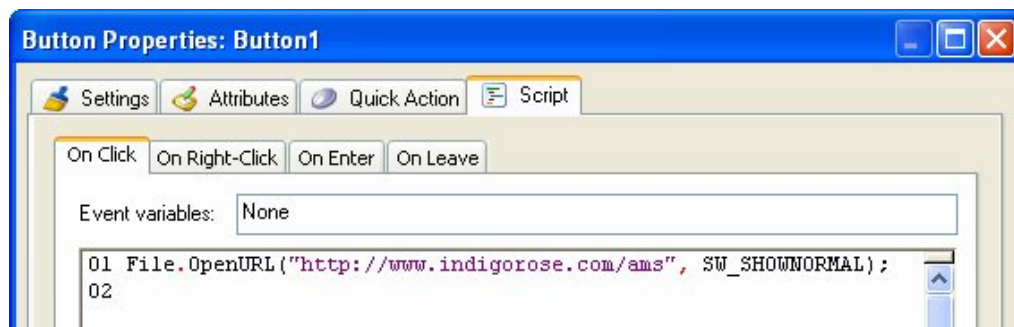 Button Properties: Button1
Settings Attributes Quick Action Script
On Click On Right-Click On Enter On Leave
Event variables: None
01 File.OpenURL("http://www.indigorose.com/ams", SW_SHOWNORMAL);
02